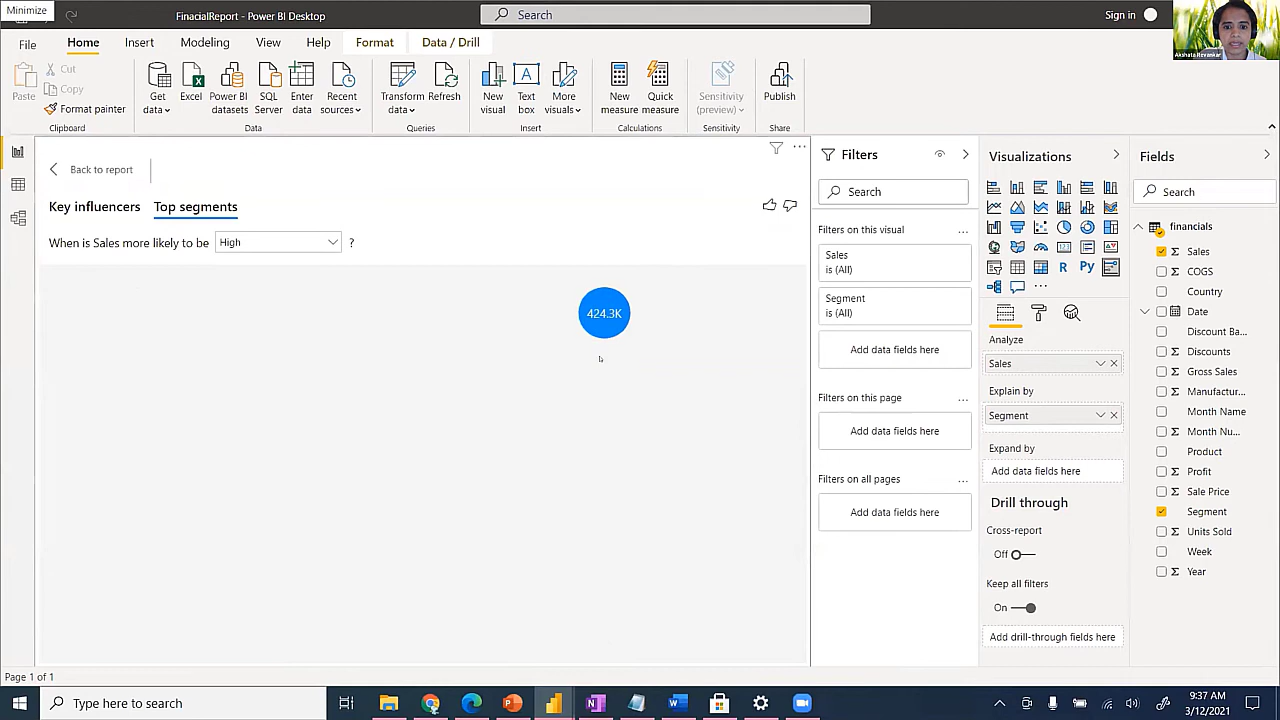 Minimize
FinacialReport - Power BI Desktop
Search
Sign in
Akshata Revankar
File
Home
Insert
Modeling
View
Help
Format
Data / Drill
Paste
Cut
Copy
Format painter
Clipboard
Get data
Excel
Power BI datasets
SQL Server
Enter data
Recent sources
Data
Transform data
Refresh
Queries
New visual
Text box
More visuals
Insert
New measure
Quick measure
Calculations
Sensitivity (preview)
Sensitivity
Publish
Share
Back to report
Key influencers
Top segments
When is Sales more likely to be
High
?
424.3K
Filters
Search
Filters on this visual
...
Sales
is (All)
Segment
is (All)
Add data fields here
Filters on this page
...
Add data fields here
Filters on all pages
...
Add data fields here
Visualizations
R
Py
Analyze
Sales
Explain by
Segment
Expand by
Add data fields here
Drill through
Cross-report
Off
Keep all filters
On
Add drill-through fields here
Fields
Search
financials
Σ Sales
Σ COGS
Country
Date
Discount Ba...
Σ Discounts
Σ Gross Sales
Σ Manufactur...
Month Name
Σ Month Nu...
Product
Σ Profit
Σ Sale Price
Segment
Σ Units Sold
Week
Σ Year
Page 1 of 1
Type here to search
9:37 AM
3/12/2021